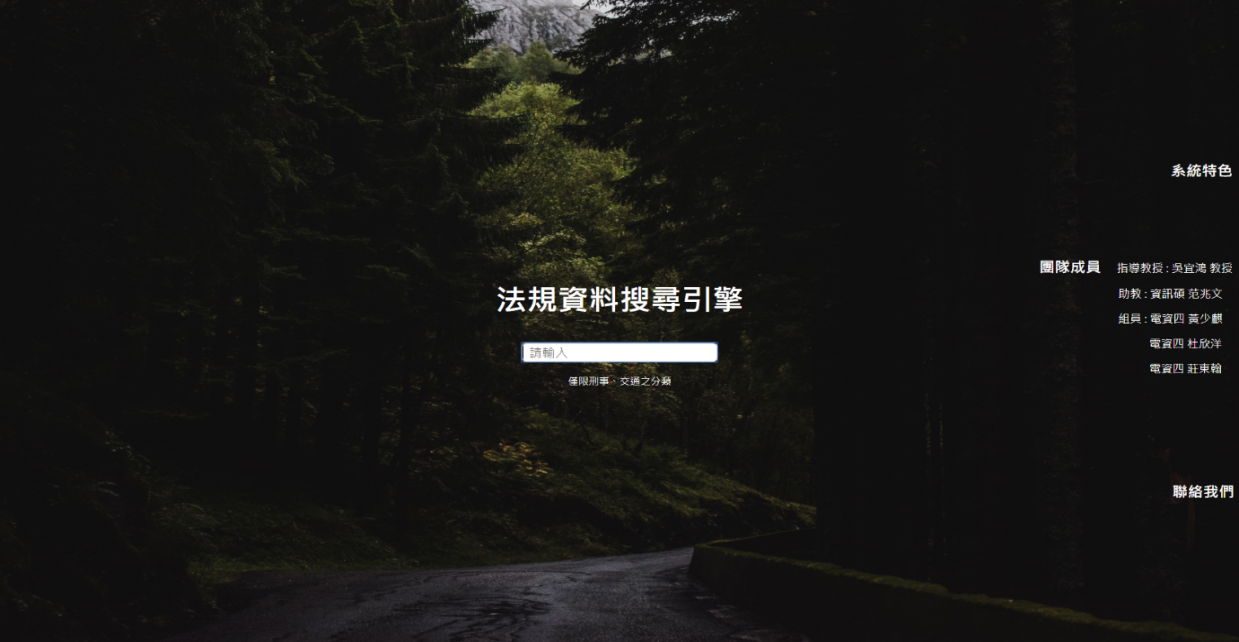 系統特色
團隊成員 指導教授 : 吳宜鴻 教授
助教 : 資訊碩 范兆文
組員 : 電資四 黃少麒
電資四 杜欣洋
電資四 莊東翰
法規資料搜尋引擎
請輸入
僅限刑事、交通之分類
聯絡我們